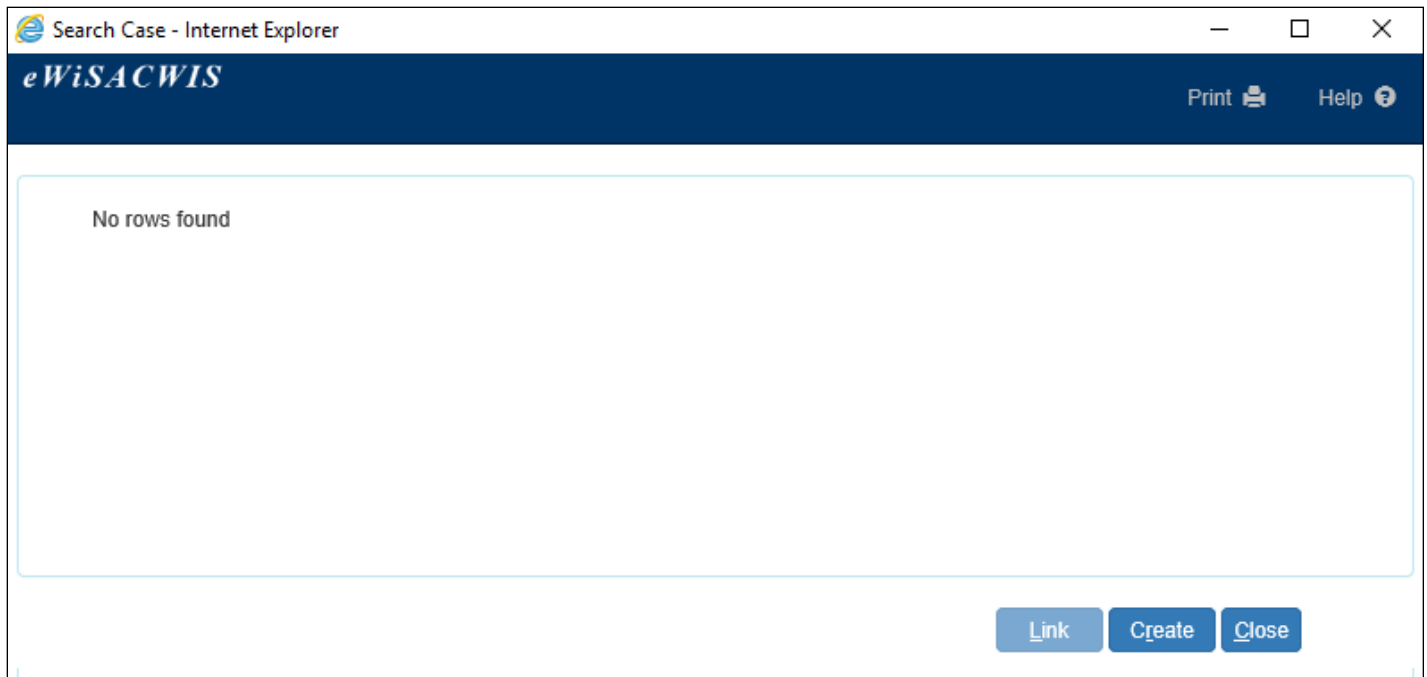 Search Case - Internet Explorer
eWiSACWIS
Print Help
No rows found
Link Create Close